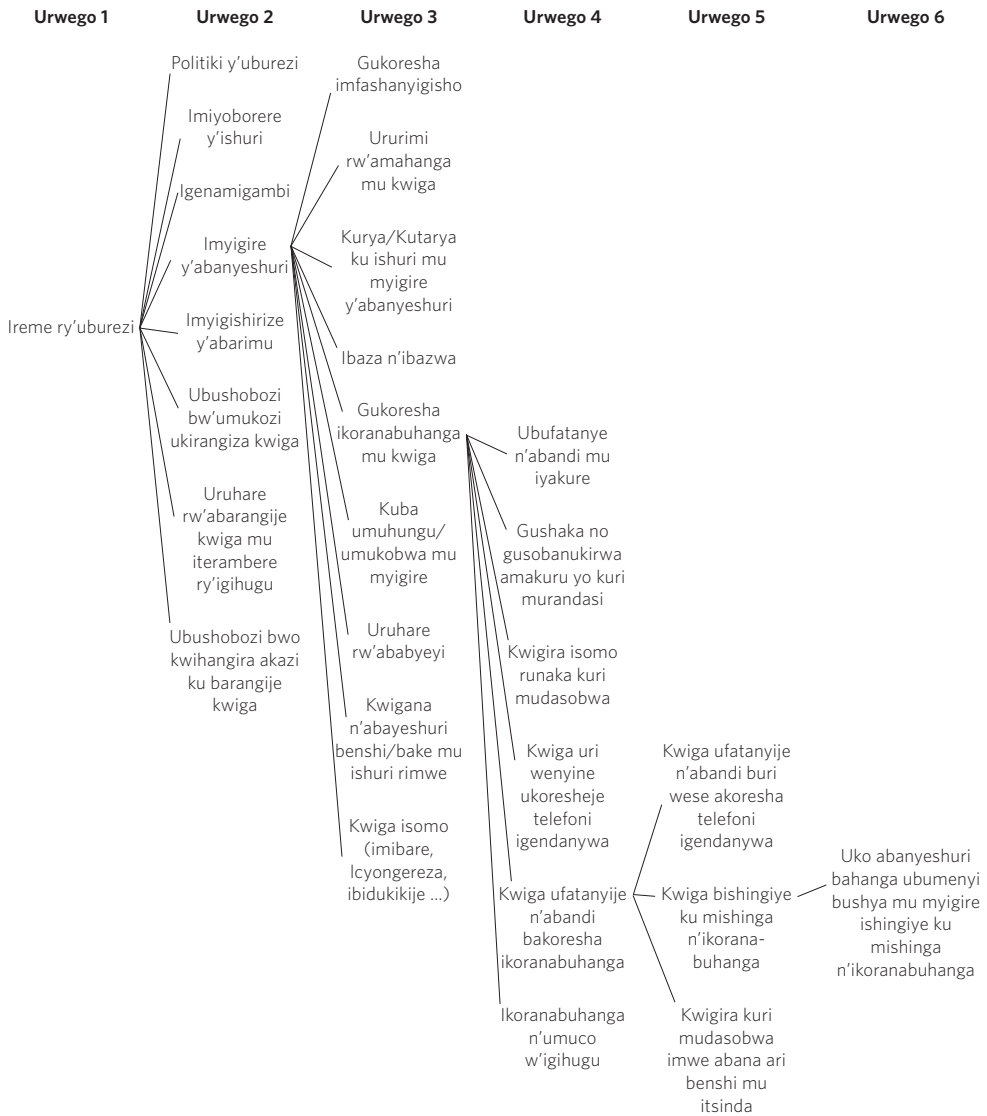 Urwego 1
Urwego 2
Urwego 3
Urwego 4
Urwego 5
Urwego 6
Ireme ry'uburezi
Politiki y'uburezi
Imiyoborere
y'ishuri
Igenamigambi
Imyigire
y'abanyeshuri
Imyigishirize
y'abarimu
Ubushobozi
bw'umukozi
ukirangiza kwiga
Uruhare
rw'abarangije
kwiga mu
iterambere
ry'igihugu
Ubushobozi bwo
kwihangira akazi
ku barangije
kwiga
Gukoresha
imfashanyigisho
Ururimi
rw'amahanga
mu kwiga
Kurya/Kutarya
ku ishuri mu
myigire
y'abanyeshuri
Ibaza n'ibazwa
Gukoresha
ikoranabuhanga
mu kwiga
Kuba
umuhungu/
umukobwa mu
myigire
Uruhare
rw'ababyeyi
Kwigana
n'abayeshuri
benshi/bake mu
ishuri rimwe
Kwiga isomo
(imibare,
Icyongereza,
ibidukikije ...)
Ubufatanye
n'abandi mu
iyakure
Gushaka no
gusobanukirwa
amakuru yo kuri
murandasi
Kwigira isomo
runaka kuri
mudasobwa
Kwiga uri
wenyine
ukoresheje
telefoni
igendanywa
Kwiga ufatanyije
n'abandi
bakoresha
ikoranabuhanga
Ikoranabuhanga
n'umuco
w'igihugu
Kwiga ufatanyije
n'abandi buri
wese akoresha
telefoni
igendanywa
Kwiga bishingiye
ku mishinga
n'ikorana-
buhanga
Kwigira kuri
mudasobwa
imwe abana ari
benshi mu
itsinda
Uko abanyeshuri
bahanga ubumenyi
bushya mu myigire
ishingiye ku
mishinga
n'ikoranabuhanga